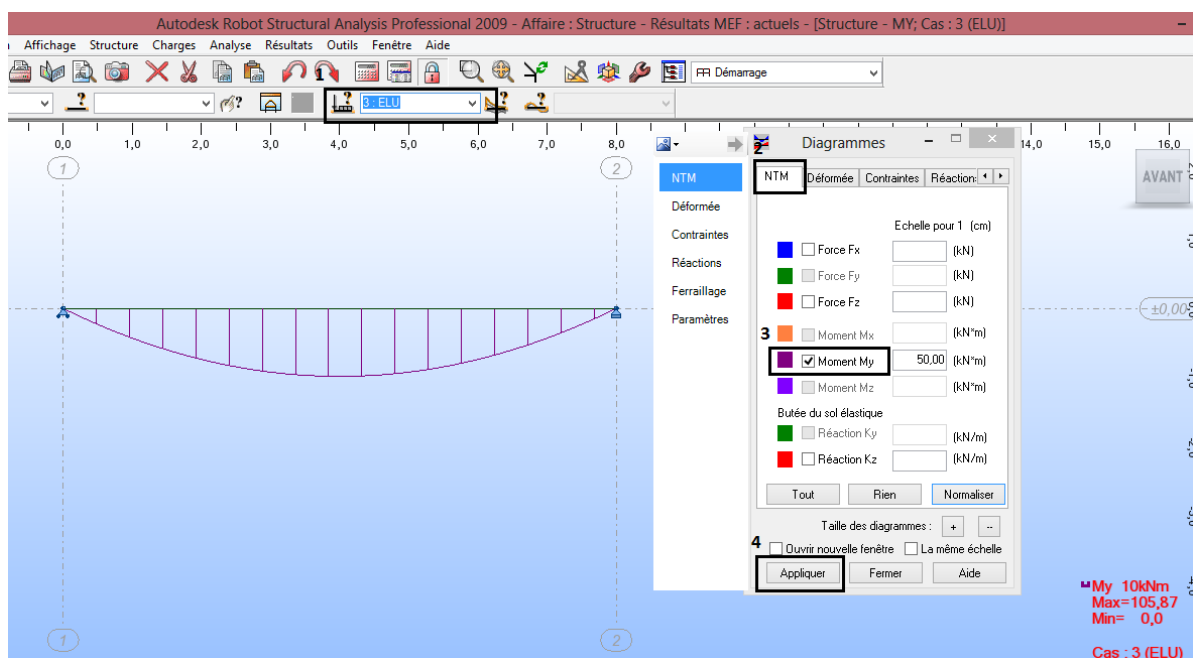 Autodesk Robot Structural Analysis Professional 2009 - Affaire : Structure - Résultats MEF : actuels - [Structure - MY; Cas : 3 (ELU)]
Affichage Structure Charges Analyse Résultats Outils Fenêtre Aide
Démarrage
3 : ELU
0,0 1,0 2,0 3,0 4,0 5,0 6,0 7,0 8,0 14,0 15,0 16,0
1 2
2 Diagrammes
AVANT
NTM
Déformée
Contraintes
Réactions
Ferraillage
Paramètres
NTM Déformée Contraintes Réactions
Echelle pour 1 (cm)
Force Fx (kN)
Force Fy (kN)
Force Fz (kN)
3 Moment Mx (kN*m)
Moment My 50,00 (kN*m)
Moment Mz (kN*m)
Butée du sol élastique
Réaction Ky (kN/m)
Réaction Kz (kN/m)
Tout Rien Normaliser
Taille des diagrammes : + --
4 Ouvrir nouvelle fenêtre La même échelle
Appliquer Fermer Aide
±0,00
My 10kNm
Max=105,87
Min= 0,0
Cas : 3 (ELU)
1 2